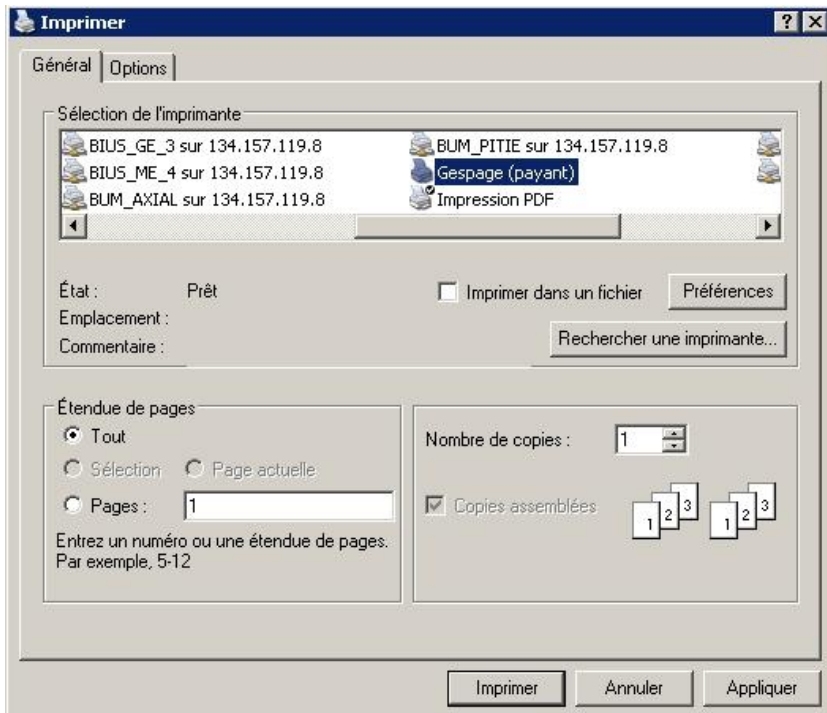 Imprimer
Général
Options
Sélection de l'imprimante
BIUS_GE_3 sur 134.157.119.8
BUM_PITIE sur 134.157.119.8
BIUS_ME_4 sur 134.157.119.8
Gespage (payant)
BUM_AXIAL sur 134.157.119.8
Impression PDF
État :
Prêt
Imprimer dans un fichier
Préférences
Emplacement :
Commentaire :
Rechercher une imprimante...
Étendue de pages
Tout
Sélection
Page actuelle
Pages :
1
Entrez un numéro ou une étendue de pages.
Par exemple, 5-12
Nombre de copies :
1
Copies assemblées
1 2 3
1 2 3
Imprimer
Annuler
Appliquer